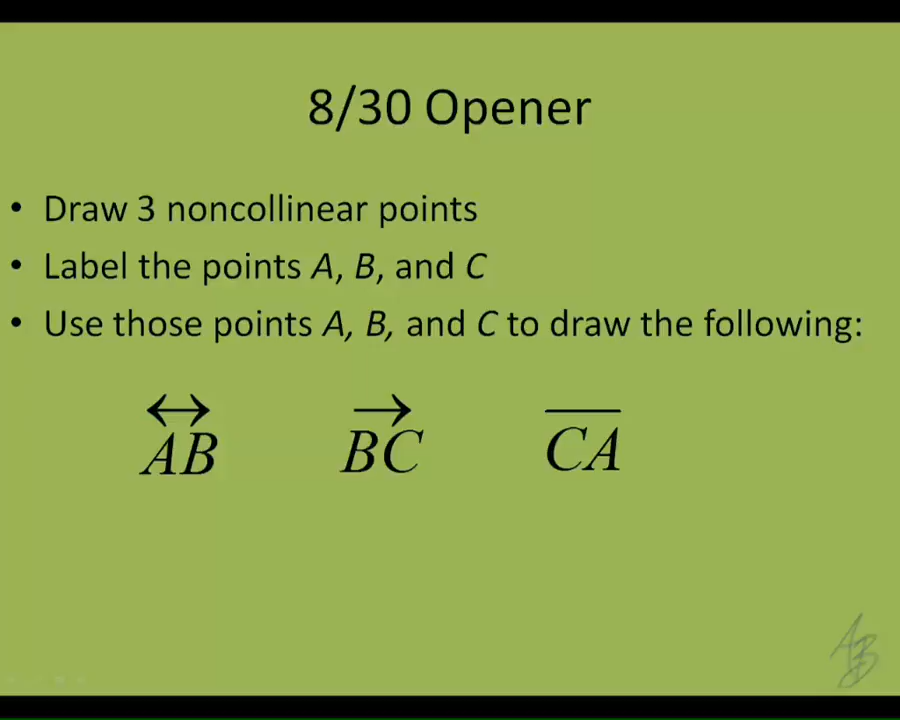 8/30 Opener
• Draw 3 noncollinear points
• Label the points A, B, and C
• Use those points A, B, and C to draw the following:
↔ → ‾
AB BC CA
AB